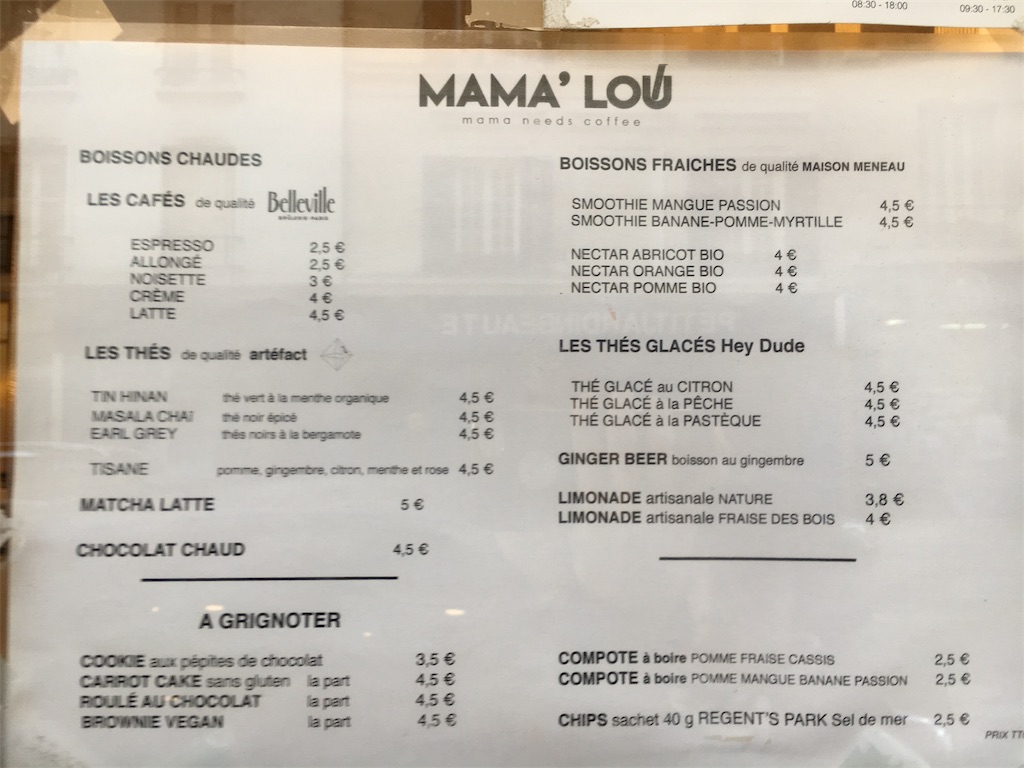 08:30 - 18:00
09:30 - 17:30
MAMA' LOÚ
mama needs coffee
BOISSONS CHAUDES
LES CAFÉS de qualité Belleville
BRÛLERIE PARIS
ESPRESSO 2,5 €
ALLONGÉ 2,5 €
NOISETTE 3 €
CRÈME 4 €
LATTE 4,5 €
LES THÉS de qualité artéfact
TIN HINAN thé vert à la menthe organique 4,5 €
MASALA CHAÏ thé noir épicé 4,5 €
EARL GREY thés noirs à la bergamote 4,5 €
TISANE pomme, gingembre, citron, menthe et rose 4,5 €
MATCHA LATTE 5 €
CHOCOLAT CHAUD 4,5 €
A GRIGNOTER
COOKIE aux pépites de chocolat 3,5 €
CARROT CAKE sans gluten la part 4,5 €
ROULÉ AU CHOCOLAT la part 4,5 €
BROWNIE VEGAN la part 4,5 €
BOISSONS FRAICHES de qualité MAISON MENEAU
SMOOTHIE MANGUE PASSION 4,5 €
SMOOTHIE BANANE-POMME-MYRTILLE 4,5 €
NECTAR ABRICOT BIO 4 €
NECTAR ORANGE BIO 4 €
NECTAR POMME BIO 4 €
LES THÉS GLACÉS Hey Dude
THÉ GLACÉ au CITRON 4,5 €
THÉ GLACÉ à la PÊCHE 4,5 €
THÉ GLACÉ à la PASTÈQUE 4,5 €
GINGER BEER boisson au gingembre 5 €
LIMONADE artisanale NATURE 3,8 €
LIMONADE artisanale FRAISE DES BOIS 4 €
COMPOTE à boire POMME FRAISE CASSIS 2,5 €
COMPOTE à boire POMME MANGUE BANANE PASSION 2,5 €
CHIPS sachet 40 g REGENT'S PARK Sel de mer 2,5 €
PRIX TT